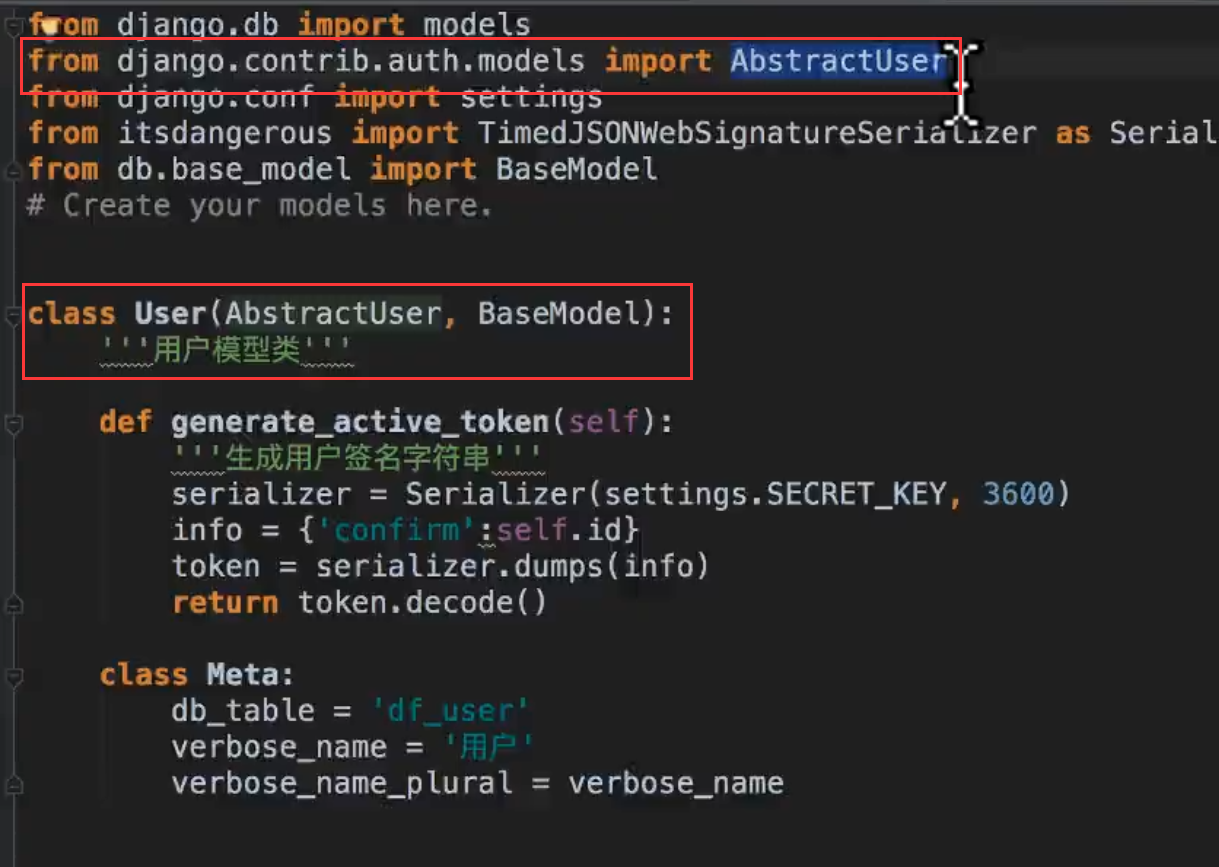 from django.db import models
from django.contrib.auth.models import AbstractUser
from django.conf import settings
from itsdangerous import TimedJSONWebSignatureSerializer as Serial
from db.base_model import BaseModel
# Create your models here.
class User(AbstractUser, BaseModel):
'''用户模型类'''
def generate_active_token(self):
'''生成用户签名字符串'''
serializer = Serializer(settings.SECRET_KEY, 3600)
info = {'confirm':self.id}
token = serializer.dumps(info)
return token.decode()
class Meta:
db_table = 'df_user'
verbose_name = '用户'
verbose_name_plural = verbose_name